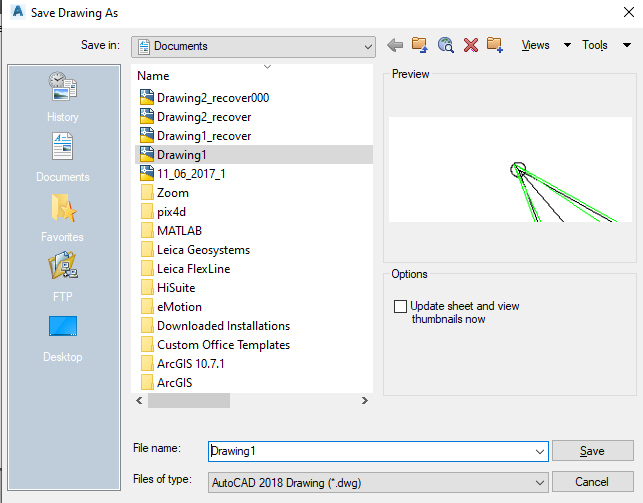 Save Drawing As
Save in: Documents
Views Tools
History
Documents
Favorites
FTP
Desktop
Name
Drawing2_recover000
Drawing2_recover
Drawing1_recover
Drawing1
11_06_2017_1
Zoom
pix4d
MATLAB
Leica Geosystems
Leica FlexLine
HiSuite
eMotion
Downloaded Installations
Custom Office Templates
ArcGIS 10.7.1
ArcGIS
Preview
Options
Update sheet and view
thumbnails now
File name: Drawing1 Save
Files of type: AutoCAD 2018 Drawing (*.dwg) Cancel